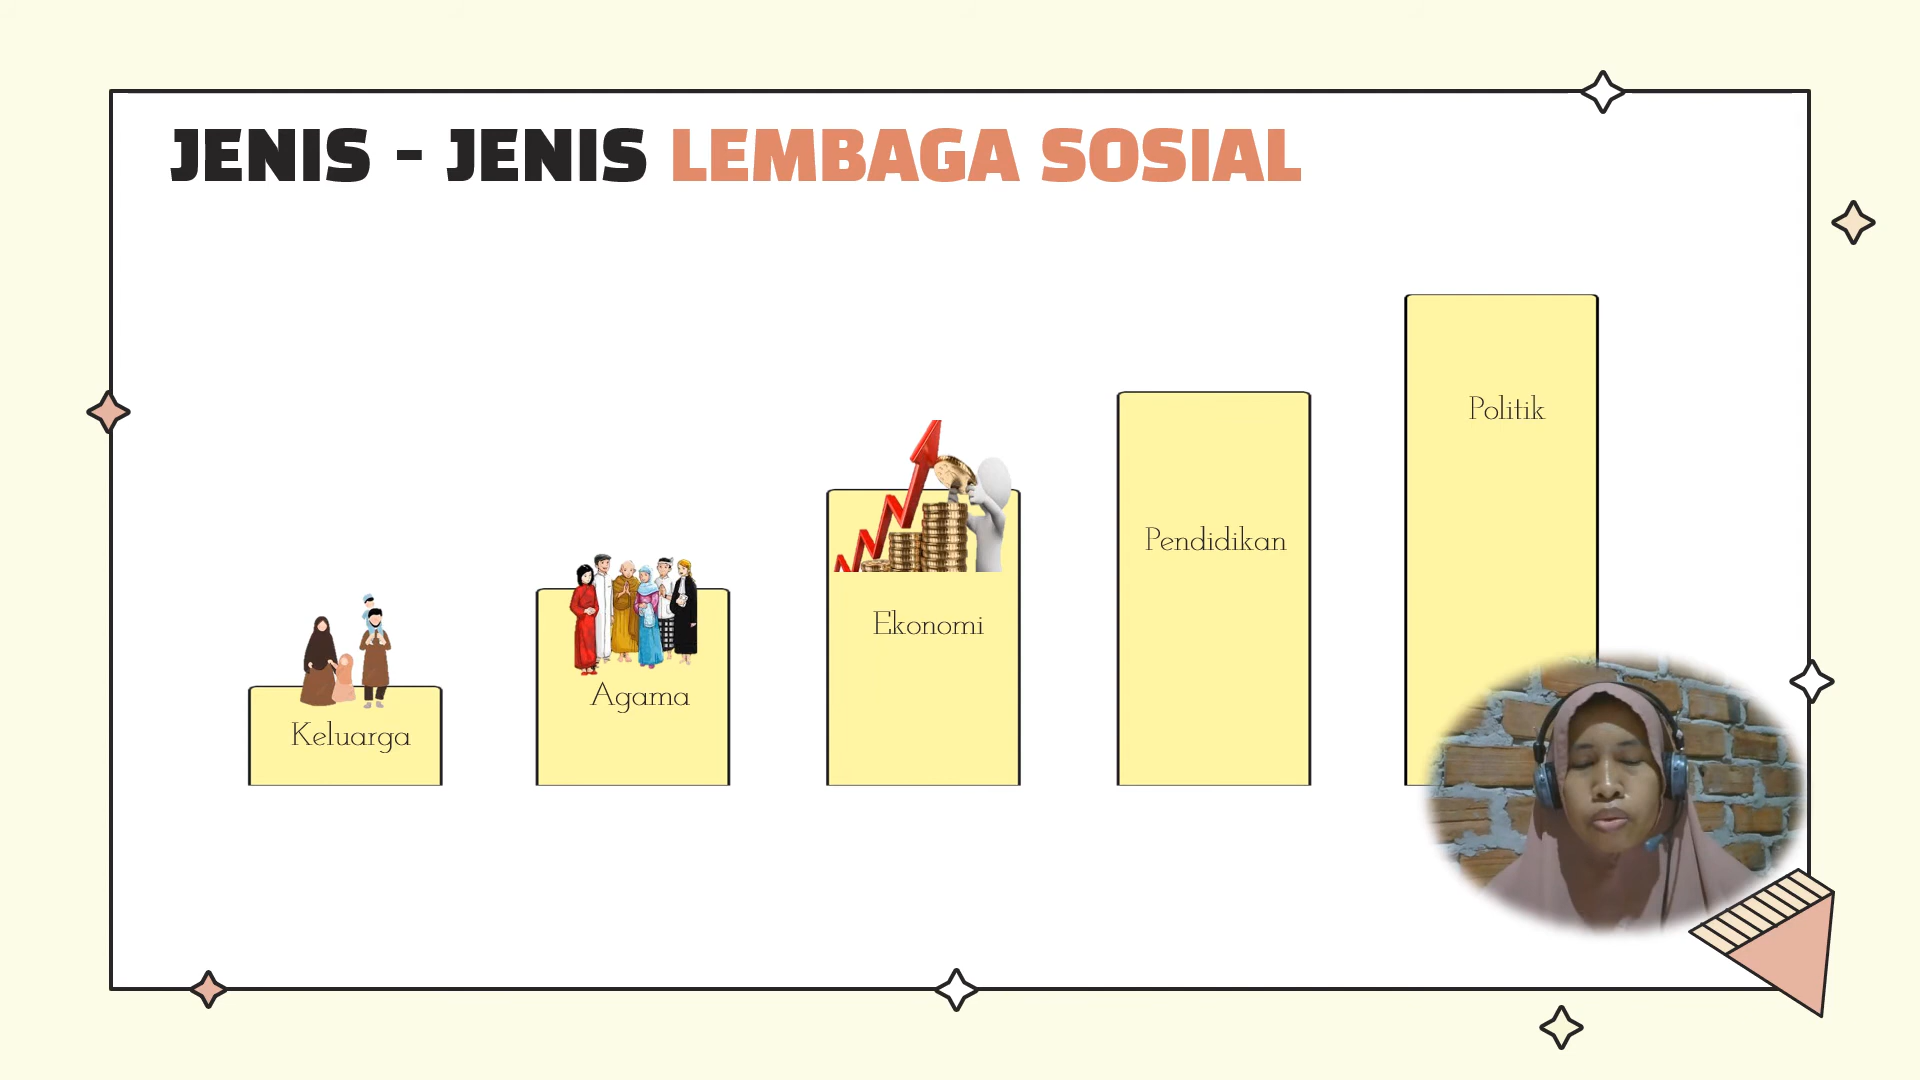 JENIS - JENIS LEMBAGA SOSIAL
Keluarga
Agama
Ekonomi
Pendidikan
Politik